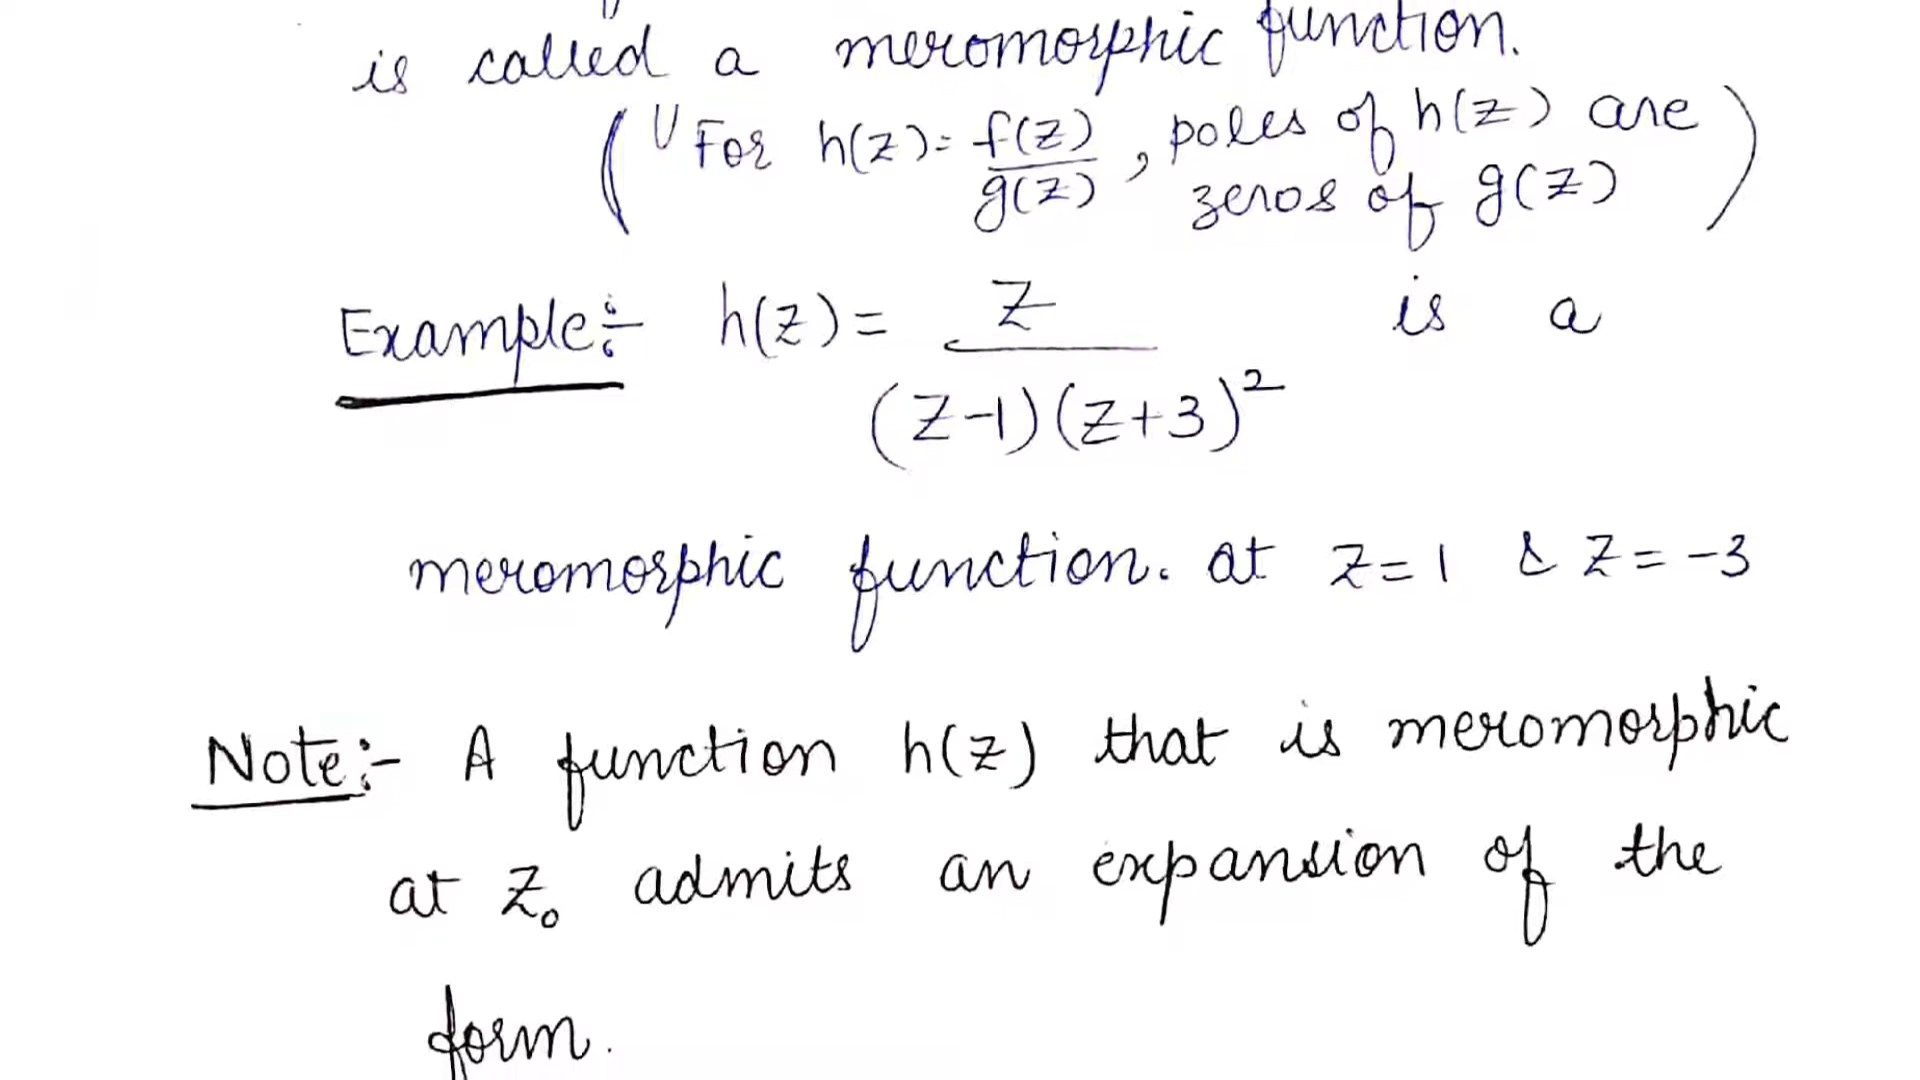 is called a meromorphic function.
( For h(z) = f(z)/g(z) , poles of h(z) are
zeros of g(z) )
Example:- h(z) = z / (z-1)(z+3)² is a
meromorphic function. at z=1 & z=-3
Note:- A function h(z) that is meromorphic
at z₀ admits an expansion of the
form.